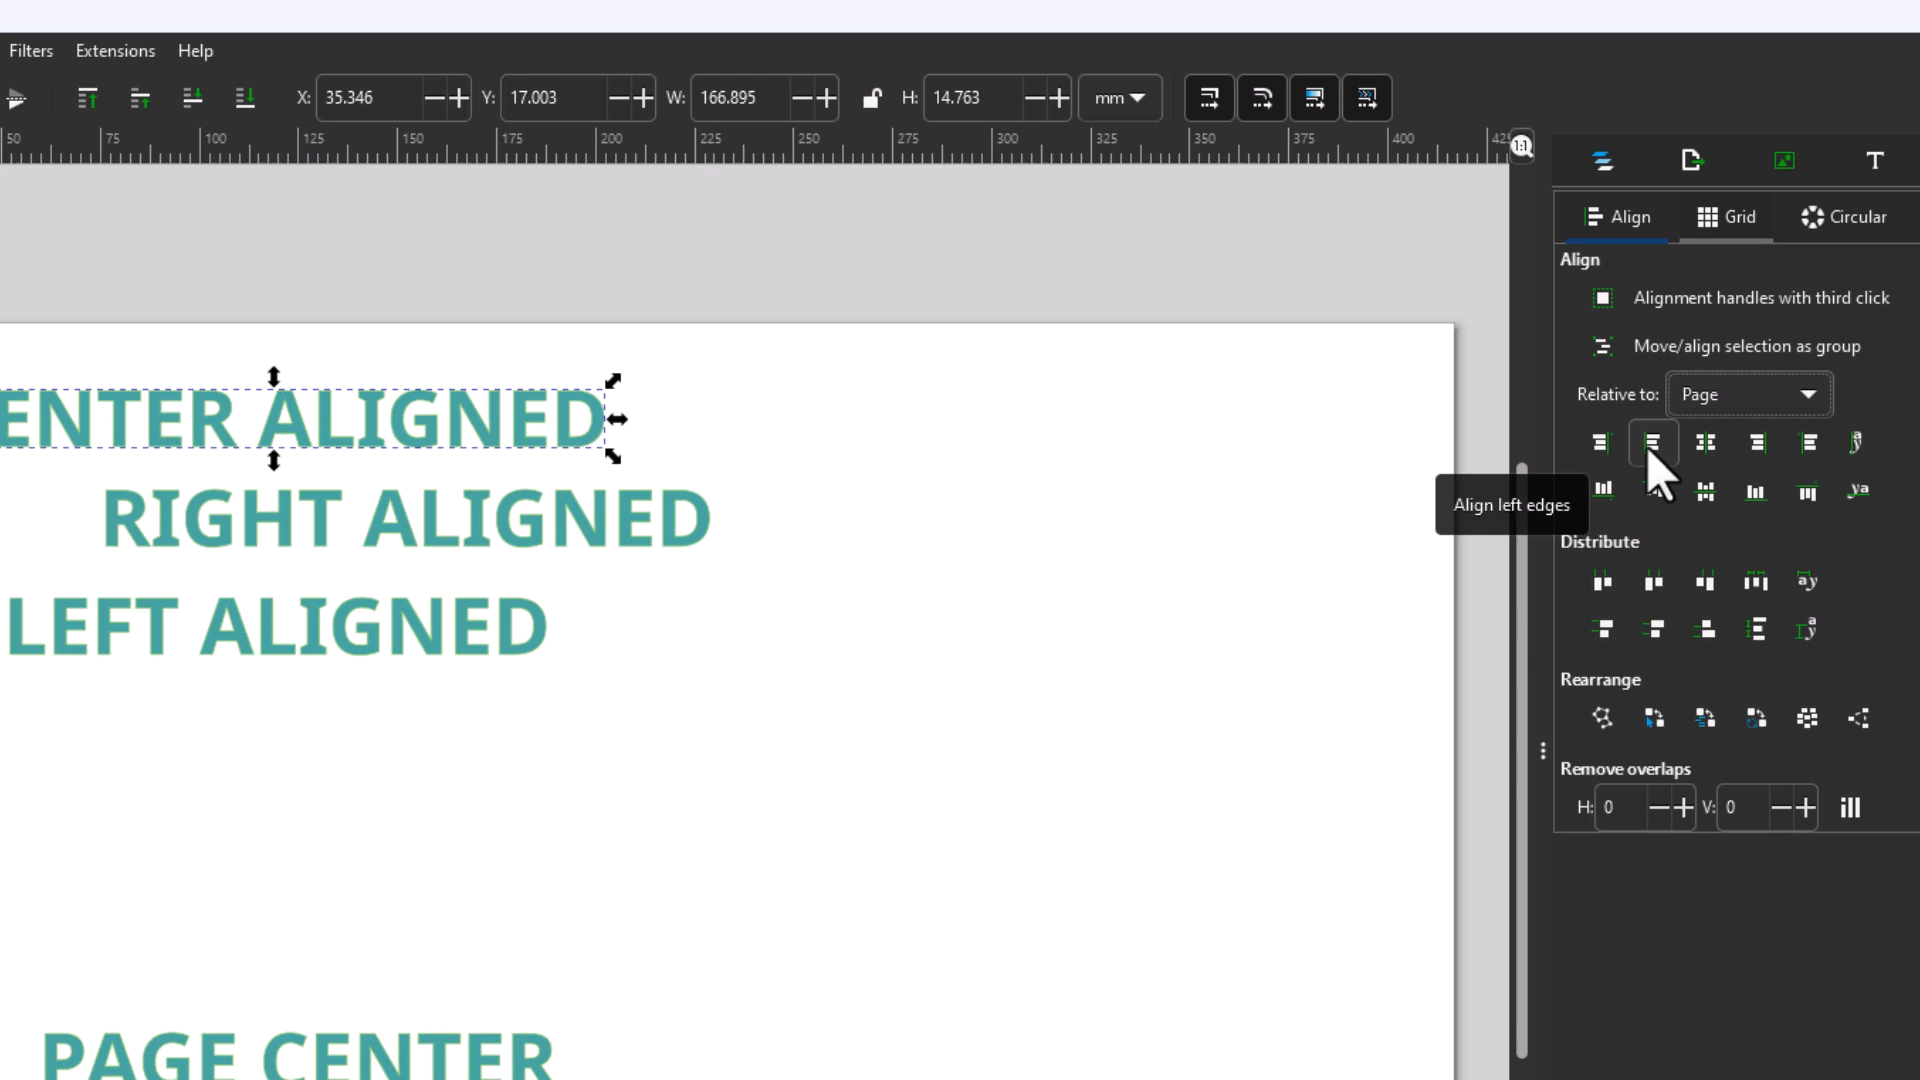 Filters Extensions Help
X: 35.346 Y: 17.003 W: 166.895 H: 14.763 mm
50 75 100 125 150 175 200 225 250 275 300 325 350 375 400 425
1:1
Align Grid Circular
Align
Alignment handles with third click
Move/align selection as group
Relative to: Page
ENTER ALIGNED
Align left edges
RIGHT ALIGNED
Distribute
LEFT ALIGNED
Rearrange
Remove overlaps
H: 0 V: 0
PAGE CENTER